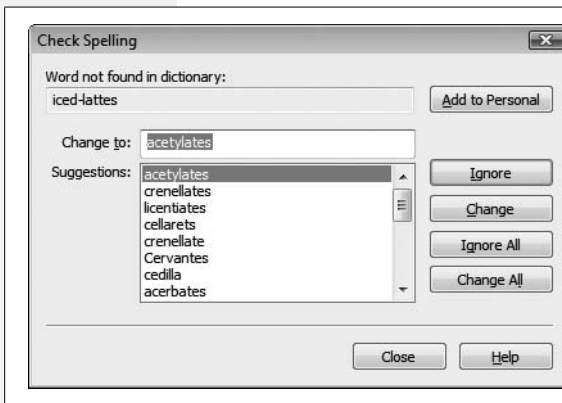 Check Spelling
Word not found in dictionary:
iced-lattes
Add to Personal
Change to: acetylates
Suggestions: acetylates
crenellates
licentiates
cellarets
crenellate
Cervantes
cedilla
acerbates
Ignore
Change
Ignore All
Change All
Close Help